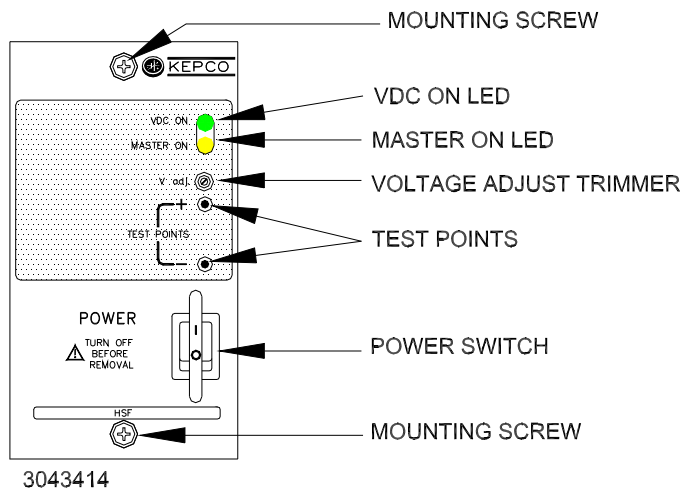 MOUNTING SCREW
KEPCO
VDC ON
VDC ON LED
MASTER ON
MASTER ON LED
V adj.
VOLTAGE ADJUST TRIMMER
+
TEST POINTS
TEST POINTS
–
POWER
TURN OFF
BEFORE
REMOVAL
I
O
POWER SWITCH
HSF
MOUNTING SCREW
3043414